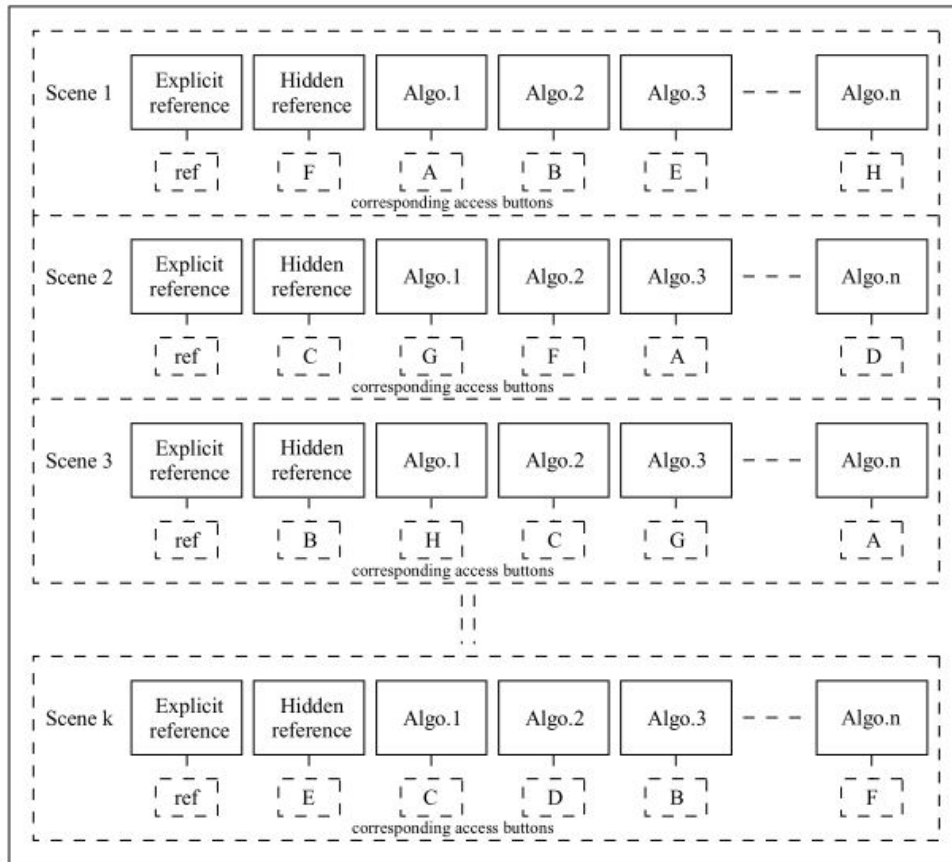 Scene 1
Explicit reference
Hidden reference
Algo.1
Algo.2
Algo.3
Algo.n
ref
F
A
B
E
H
corresponding access buttons
Scene 2
Explicit reference
Hidden reference
Algo.1
Algo.2
Algo.3
Algo.n
ref
C
G
F
A
D
corresponding access buttons
Scene 3
Explicit reference
Hidden reference
Algo.1
Algo.2
Algo.3
Algo.n
ref
B
H
C
G
A
corresponding access buttons
Scene k
Explicit reference
Hidden reference
Algo.1
Algo.2
Algo.3
Algo.n
ref
E
C
D
B
F
corresponding access buttons